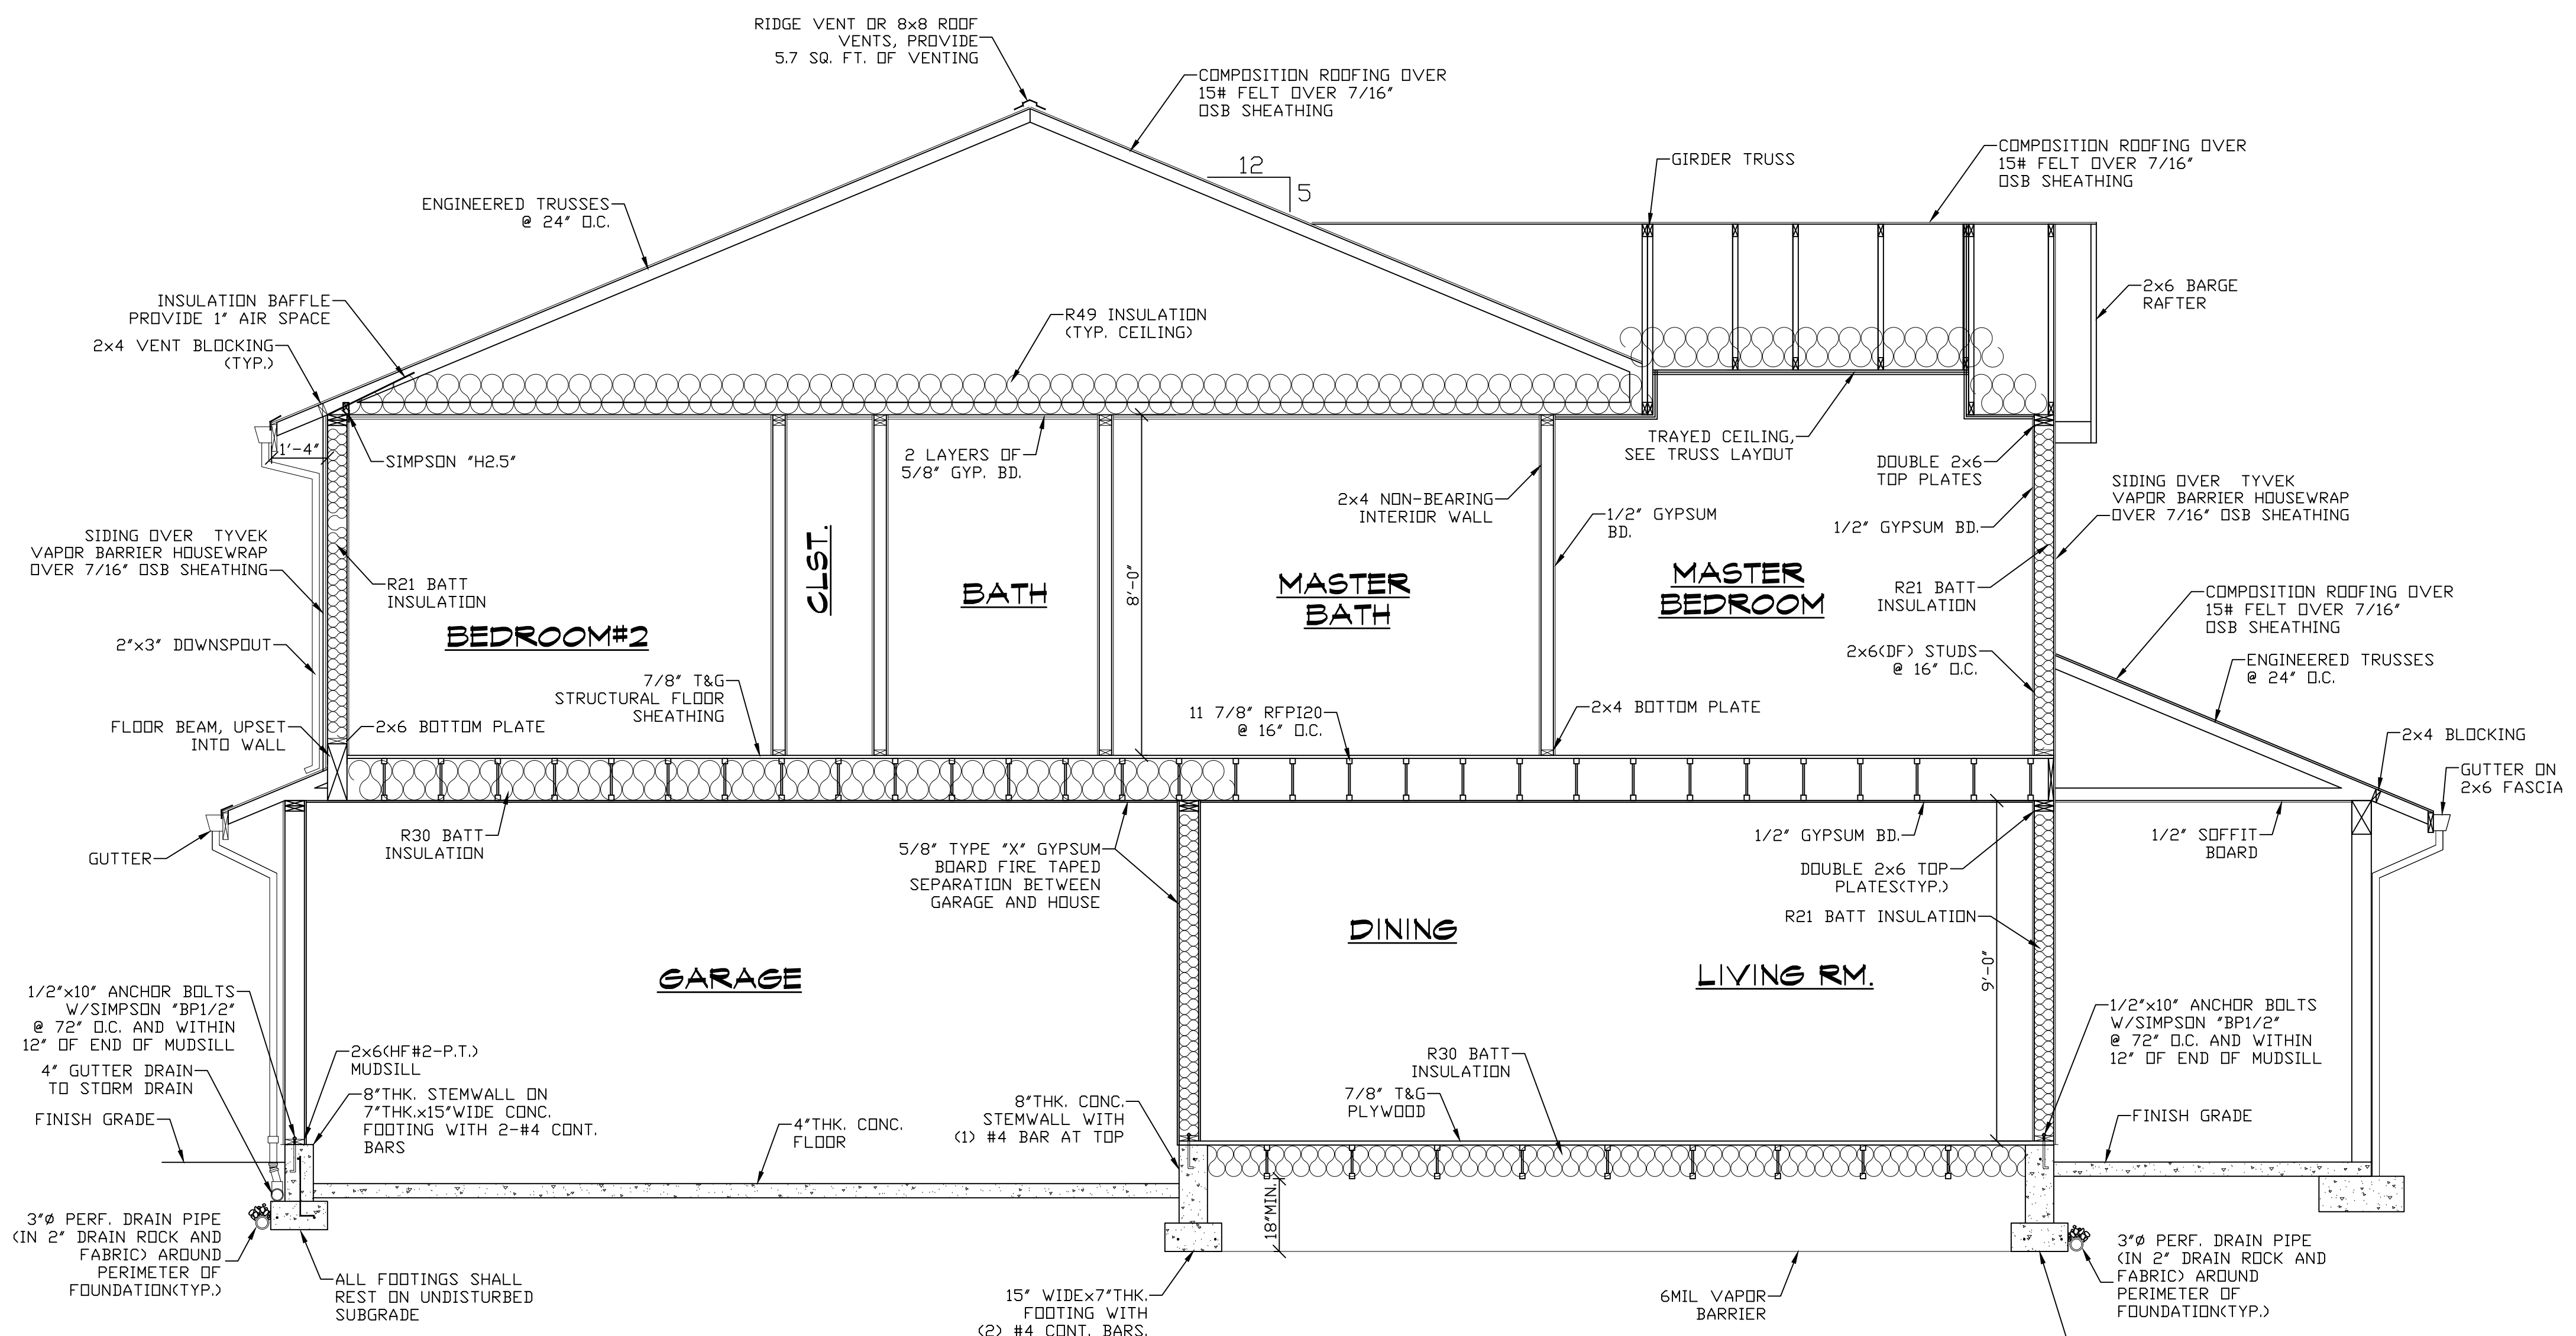 RIDGE VENT OR 8x8 ROOF
VENTS, PROVIDE
5.7 SQ. FT. OF VENTING
COMPOSITION ROOFING OVER
15# FELT OVER 7/16"
OSB SHEATHING
12
5
GIRDER TRUSS
COMPOSITION ROOFING OVER
15# FELT OVER 7/16"
OSB SHEATHING
ENGINEERED TRUSSES
@ 24" O.C.
2x6 BARGE
RAFTER
INSULATION BAFFLE
PROVIDE 1" AIR SPACE
2x4 VENT BLOCKING
(TYP.)
R49 INSULATION
(TYP. CEILING)
1'-4"
SIMPSON "H2.5"
2 LAYERS OF
5/8" GYP. BD.
TRAYED CEILING,
SEE TRUSS LAYOUT
DOUBLE 2x6
TOP PLATES
2x4 NON-BEARING
INTERIOR WALL
1/2" GYPSUM
BD.
1/2" GYPSUM BD.
SIDING OVER TYVEK
VAPOR BARRIER HOUSEWRAP
OVER 7/16" OSB SHEATHING
SIDING OVER TYVEK
VAPOR BARRIER HOUSEWRAP
OVER 7/16" OSB SHEATHING
R21 BATT
INSULATION
CLST.
BATH
8'-0"
MASTER
BATH
MASTER
BEDROOM
R21 BATT
INSULATION
COMPOSITION ROOFING OVER
15# FELT OVER 7/16"
OSB SHEATHING
BEDROOM#2
2"x3" DOWNSPOUT
2x6(DF) STUDS
@ 16" O.C.
ENGINEERED TRUSSES
@ 24" O.C.
7/8" T&G
STRUCTURAL FLOOR
SHEATHING
FLOOR BEAM, UPSET
INTO WALL
2x6 BOTTOM PLATE
11 7/8" RFPI20
@ 16" O.C.
2x4 BOTTOM PLATE
2x4 BLOCKING
GUTTER ON
2x6 FASCIA
GUTTER
R30 BATT
INSULATION
5/8" TYPE "X" GYPSUM
BOARD FIRE TAPED
SEPARATION BETWEEN
GARAGE AND HOUSE
1/2" GYPSUM BD.
DOUBLE 2x6 TOP
PLATES(TYP.)
1/2" SOFFIT
BOARD
R21 BATT INSULATION
DINING
GARAGE
LIVING RM.
9'-0"
1/2"x10" ANCHOR BOLTS
W/SIMPSON "BP1/2"
@ 72" O.C. AND WITHIN
12" OF END OF MUDSILL
1/2"x10" ANCHOR BOLTS
W/SIMPSON "BP1/2"
@ 72" O.C. AND WITHIN
12" OF END OF MUDSILL
2x6(HF#2-P.T.)
MUDSILL
4" GUTTER DRAIN
TO STORM DRAIN
8"THK. STEMWALL ON
7"THK.x15"WIDE CONC.
FOOTING WITH 2-#4 CONT.
BARS
FINISH GRADE
4"THK. CONC.
FLOOR
8"THK. CONC.
STEMWALL WITH
(1) #4 BAR AT TOP
R30 BATT
INSULATION
7/8" T&G
PLYWOOD
FINISH GRADE
18"MIN.
3"Ø PERF. DRAIN PIPE
(IN 2" DRAIN ROCK AND
FABRIC) AROUND
PERIMETER OF
FOUNDATION(TYP.)
ALL FOOTINGS SHALL
REST ON UNDISTURBED
SUBGRADE
15" WIDEx7"THK.
FOOTING WITH
(2) #4 CONT. BARS.
6MIL VAPOR
BARRIER
3"Ø PERF. DRAIN PIPE
(IN 2" DRAIN ROCK AND
FABRIC) AROUND
PERIMETER OF
FOUNDATION(TYP.)